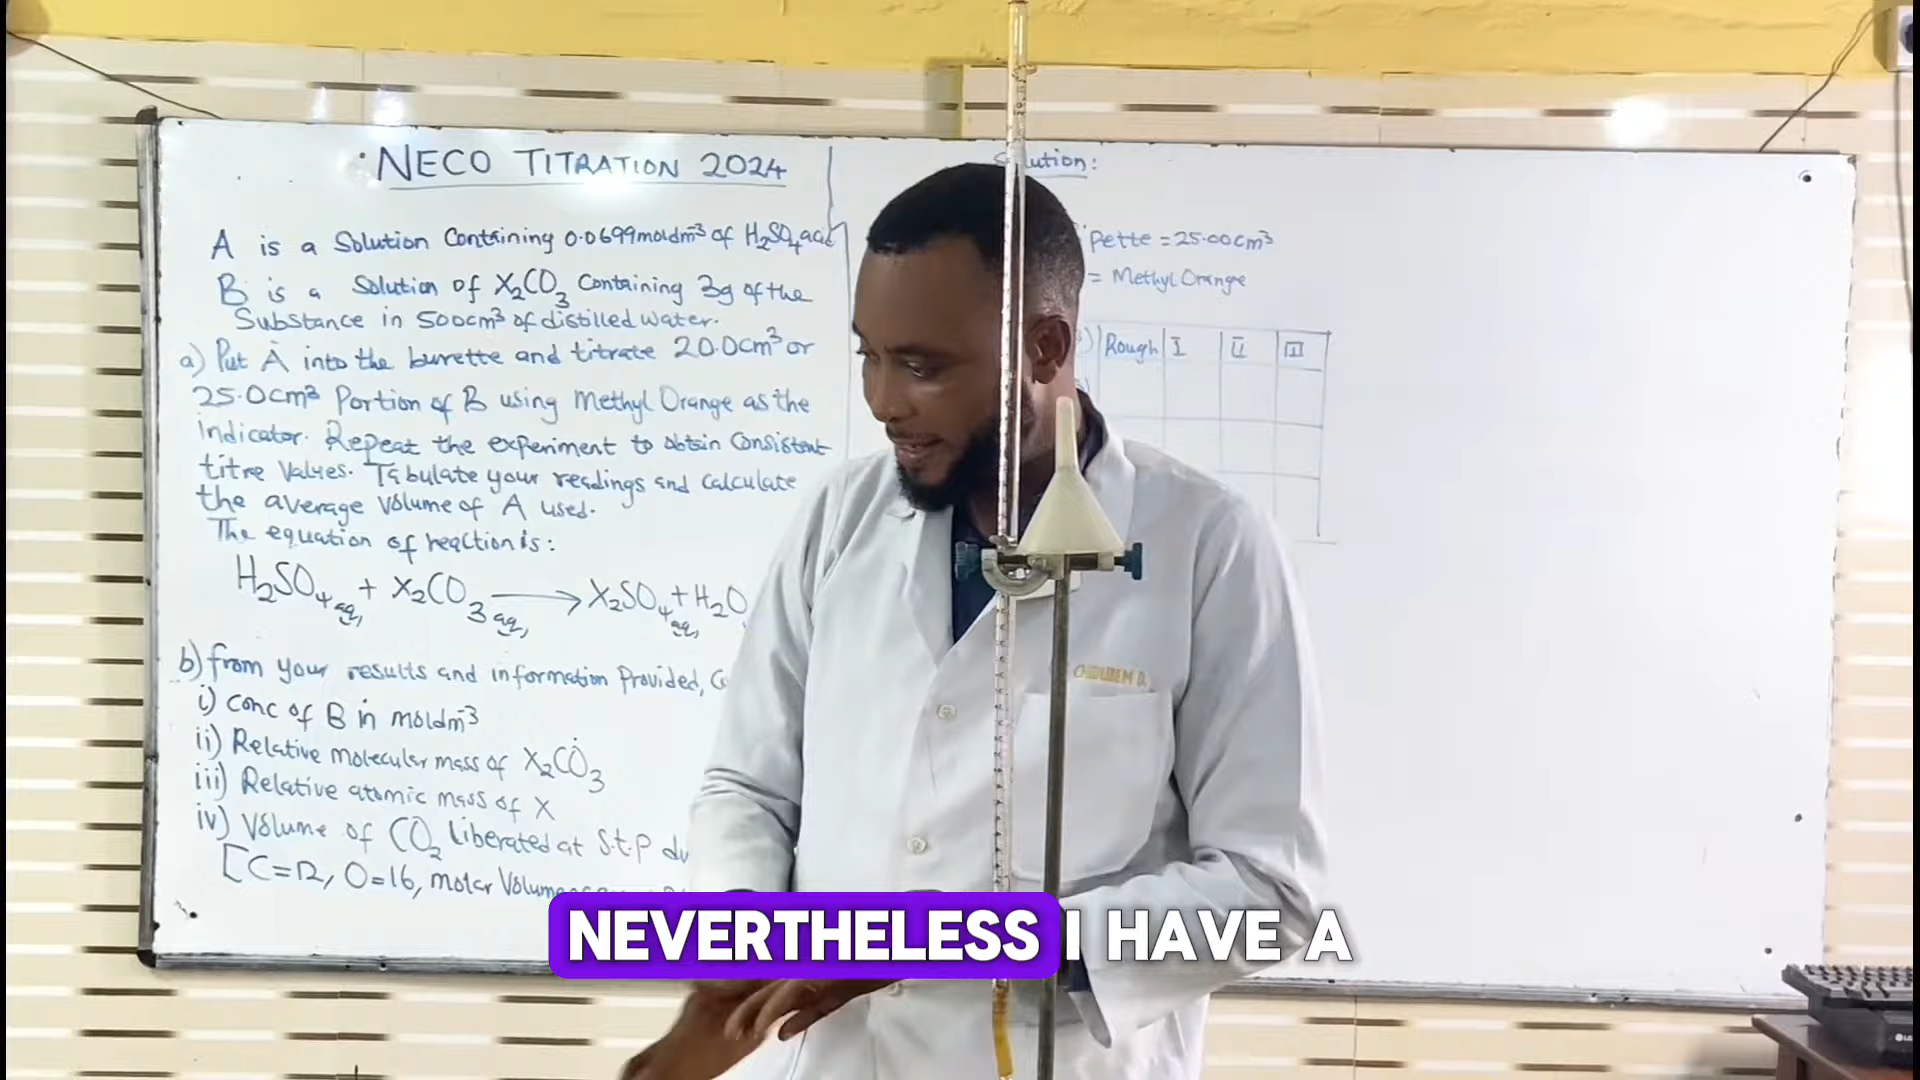 NECO TITRATION 2024
A is a Solution Containing 0.0699moldm⁻³ of H₂SO₄ acid
B is a Solution of X₂CO₃ Containing 3g of the
Substance in 500cm³ of distilled water.
a) Put A into the burette and titrate 20.0cm³ or
25.0cm³ Portion of B using Methyl Orange as the
indicator. Repeat the experiment to obtain Consistent
titre Values. Tabulate your readings and calculate
the average Volume of A used.
The equation of reaction is:
H₂SO₄ aq, + X₂CO₃ aq, → X₂SO₄ aq, + H₂O
b) from your results and information Provided,
i) Conc of B in moldm⁻³
ii) Relative molecular mass of X₂CO₃
iii) Relative atomic mass of X
iv) Volume of CO₂ liberated at s.t.p
[C=12, O=16, molar Volume
= 25.00cm³
= Methyl Orange
Rough I II III
NEVERTHELESS I HAVE A